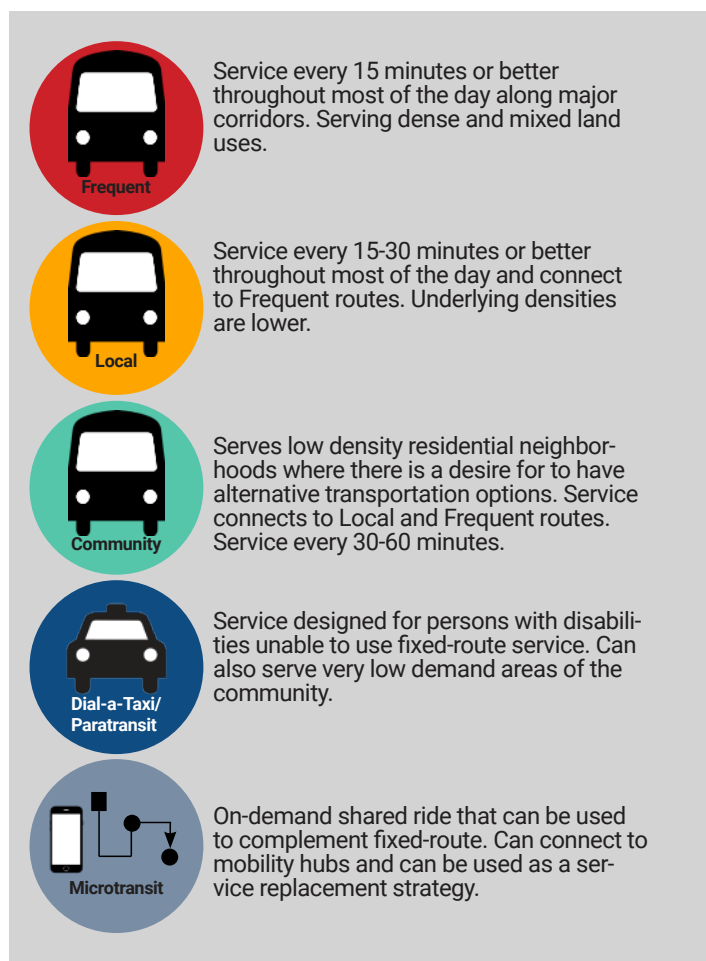 Service every 15 minutes or better
throughout most of the day along major
corridors. Serving dense and mixed land
uses.
Frequent
Service every 15-30 minutes or better
throughout most of the day and connect
to Frequent routes. Underlying densities
are lower.
Local
Serves low density residential neighbor-
hoods where there is a desire for to have
alternative transportation options. Service
connects to Local and Frequent routes.
Service every 30-60 minutes.
Community
Service designed for persons with disabili-
ties unable to use fixed-route service. Can
also serve very low demand areas of the
community.
Dial-a-Taxi/
Paratransit
On-demand shared ride that can be used
to complement fixed-route. Can connect to
mobility hubs and can be used as a ser-
vice replacement strategy.
Microtransit